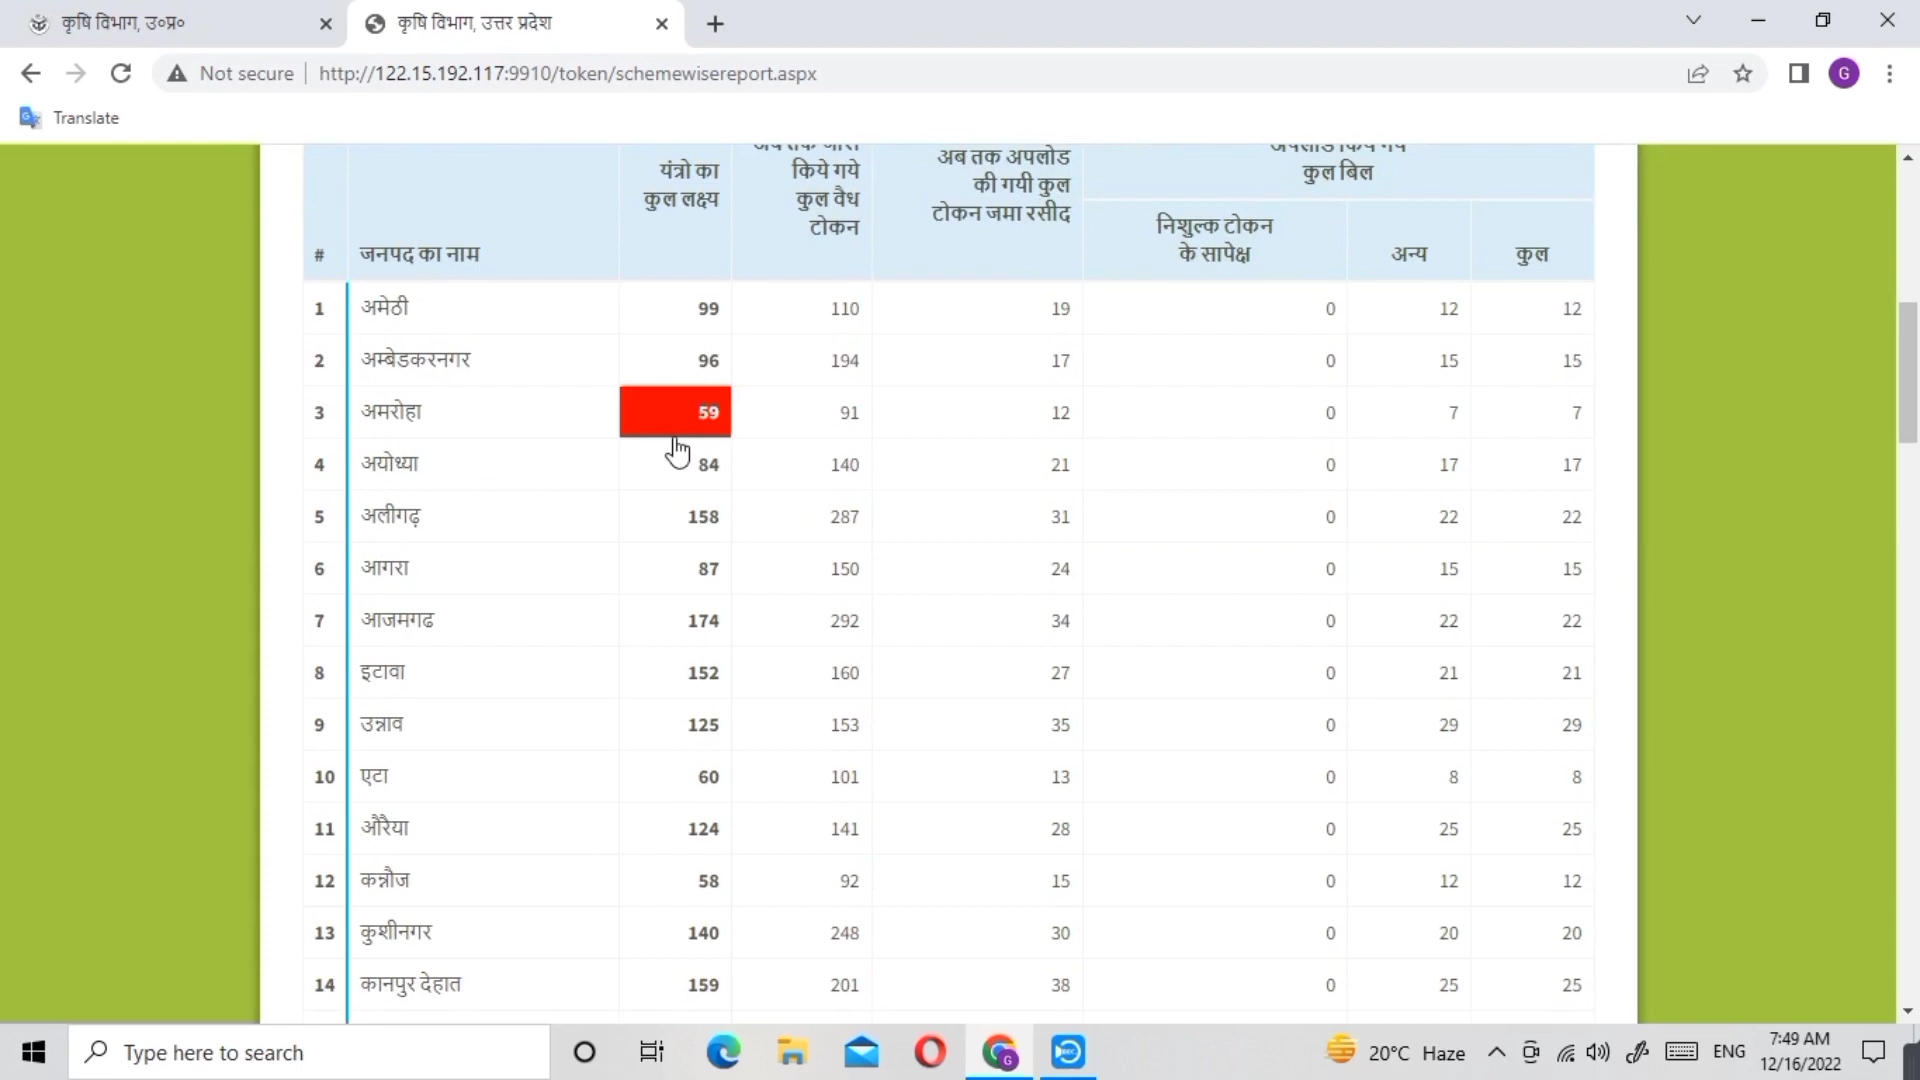 कृषि विभाग, उ०प्र०
कृषि विभाग, उत्तर प्रदेश
Not secure
http://122.15.192.117:9910/token/schemewisereport.aspx
G
Translate
#
जनपद का नाम
यंत्रो का
कुल लक्ष्य
किये गये
कुल वैध
टोकन
अब तक अपलोड
की गयी कुल
टोकन जमा रसीद
कुल बिल
निशुल्क टोकन
के सापेक्ष
अन्य
कुल
1 अमेठी 99 110 19 0 12 12
2 अम्बेडकरनगर 96 194 17 0 15 15
3 अमरोहा 59 91 12 0 7 7
4 अयोध्या 84 140 21 0 17 17
5 अलीगढ़ 158 287 31 0 22 22
6 आगरा 87 150 24 0 15 15
7 आजमगढ 174 292 34 0 22 22
8 इटावा 152 160 27 0 21 21
9 उन्नाव 125 153 35 0 29 29
10 एटा 60 101 13 0 8 8
11 औरैया 124 141 28 0 25 25
12 कन्नौज 58 92 15 0 12 12
13 कुशीनगर 140 248 30 0 20 20
14 कानपुर देहात 159 201 38 0 25 25
Type here to search
G
REC
20°C Haze
ENG
7:49 AM
12/16/2022